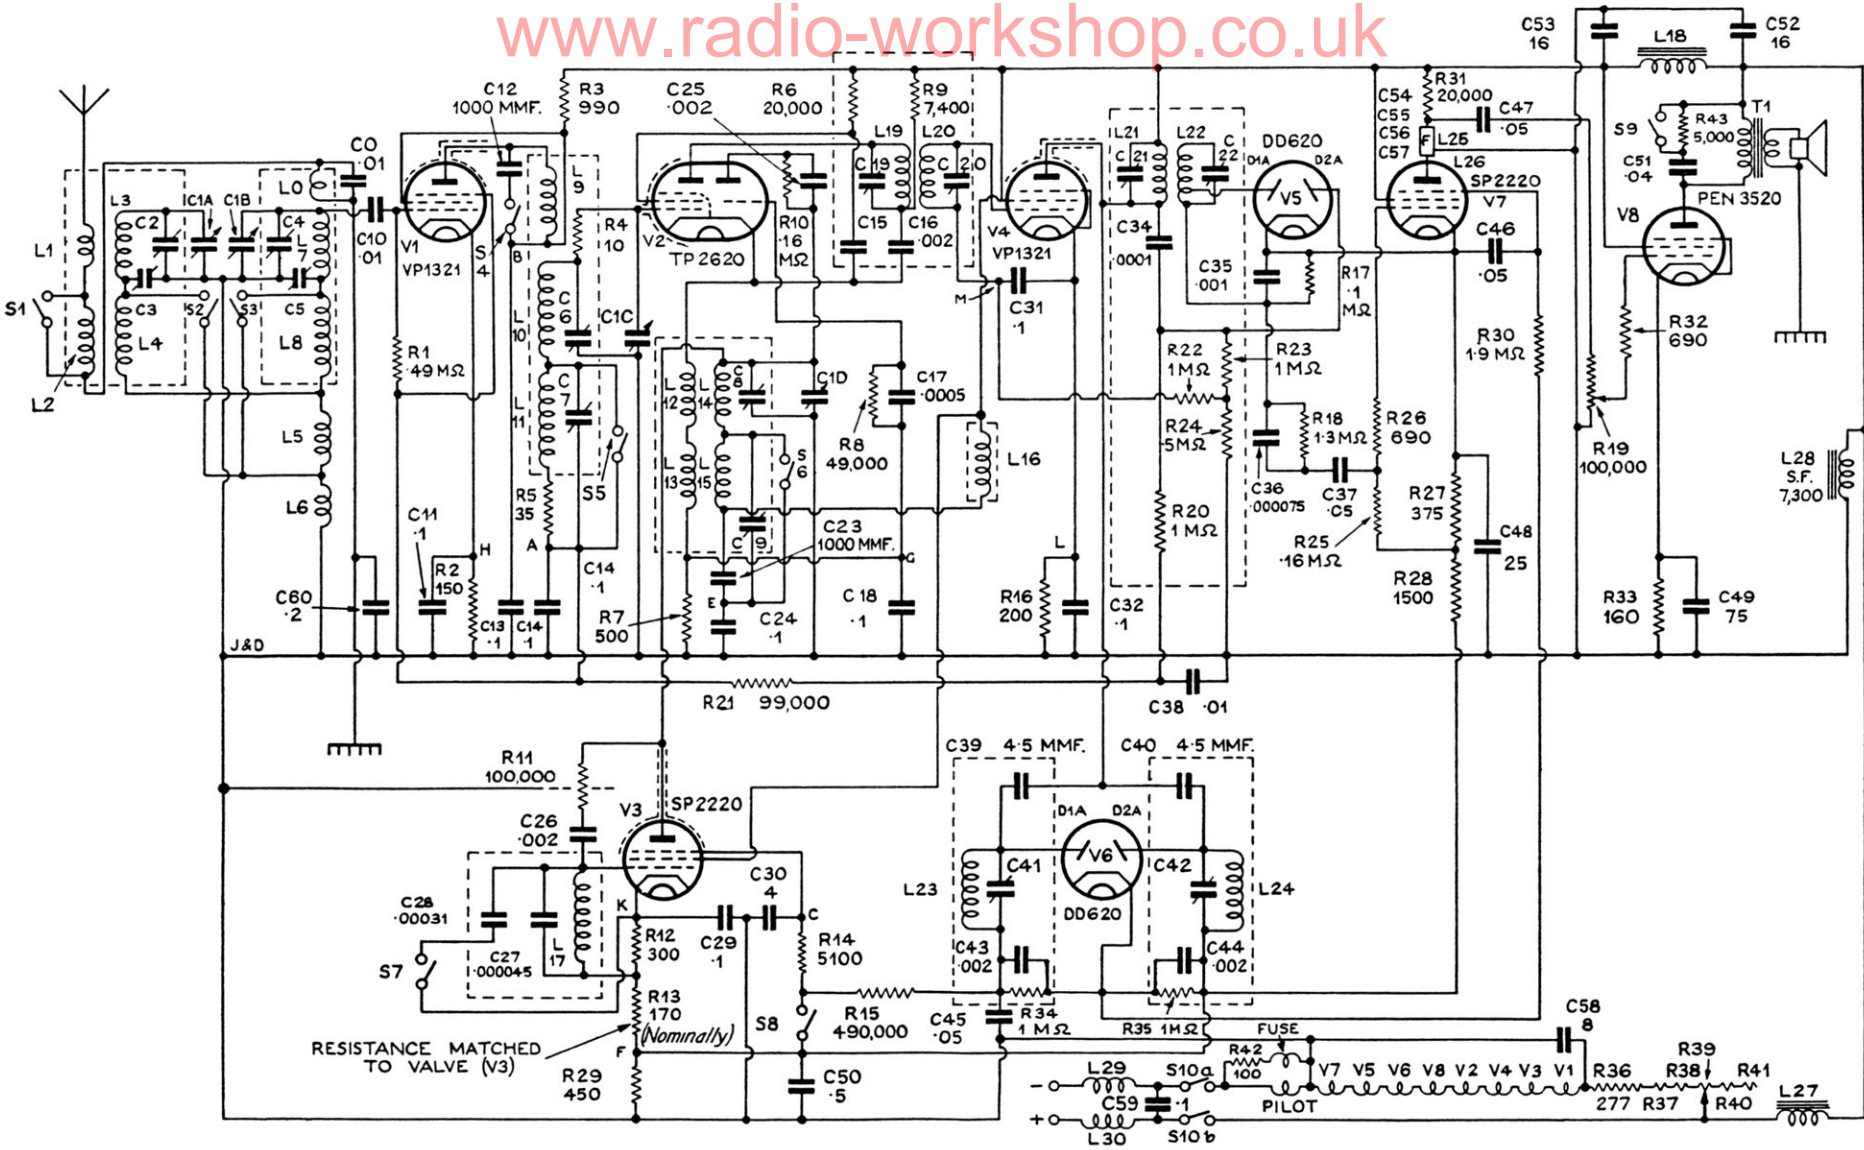 www.radio-workshop.co.uk
C53
16
L18
C52
16
C12
1000 MMF.
R3
990
C25
.002
R6
20,000
R9
7,400
C54
C55
C56
C57
R31
20,000
C47
.05
F
L25
S9
R43
5,000
T1
C51
.04
PEN 3520
V8
C0
.01
L0
L9
L19
L20
C19
C20
L21
L22
C21
C22
DD620
D1A
D2A
V5
L26
SP2220
V7
C46
.05
L3
C2
C1A
C1B
C4
L7
L1
C10
.01
V1
VP1321
S4
B
R4
10
V2
TP2620
R10
.16
MΩ
C15
C16
.002
V4
VP1321
C34
.0001
C35
.001
R17
.1
MΩ
S1
C3
S2
S3
C5
L4
L8
L2
R1
.49 MΩ
L10
C6
C1C
C7
L11
S5
L12
L14
C8
C1D
L13
L15
S6
R8
49,000
C17
.0005
M
C31
.1
R22
1 MΩ
R23
1 MΩ
R24
.5MΩ
R18
1.3MΩ
R26
690
R30
1.9 MΩ
R32
690
R19
100,000
L28
S.F.
7,300
L5
L6
L16
C36
.000075
C37
.C5
R27
375
R25
.16MΩ
R28
1500
C48
25
R5
35
A
C9
C23
1000 MMF.
G
E
R20
1 MΩ
L
C11
.1
H
R2
150
C14
.1
C13
.1
C14
.1
C60
.2
R7
500
C24
.1
C18
.1
R16
200
C32
.1
R33
160
C49
75
J&D
R21
99,000
C38
.01
R11
100,000
V3
SP2220
C26
.002
C39
4.5 MMF.
C40
4.5 MMF.
D1A
D2A
V6
DD620
C41
C42
L23
L24
C28
.00031
K
C30
4
C
C29
.1
L17
C27
.000045
S7
R12
300
R14
5100
C43
.002
C44
.002
R13
170
(Nominally)
RESISTANCE MATCHED
TO VALVE (V3)
F
S8
R15
490,000
C45
.05
R34
1 MΩ
R35
1MΩ
R29
450
C50
.5
C58
8
FUSE
R42
100
PILOT
L29
S10a
C59
.1
L30
S10b
-
+
V7
V5
V6
V8
V2
V4
V3
V1
R36
277
R37
R38
R39
R40
R41
L27